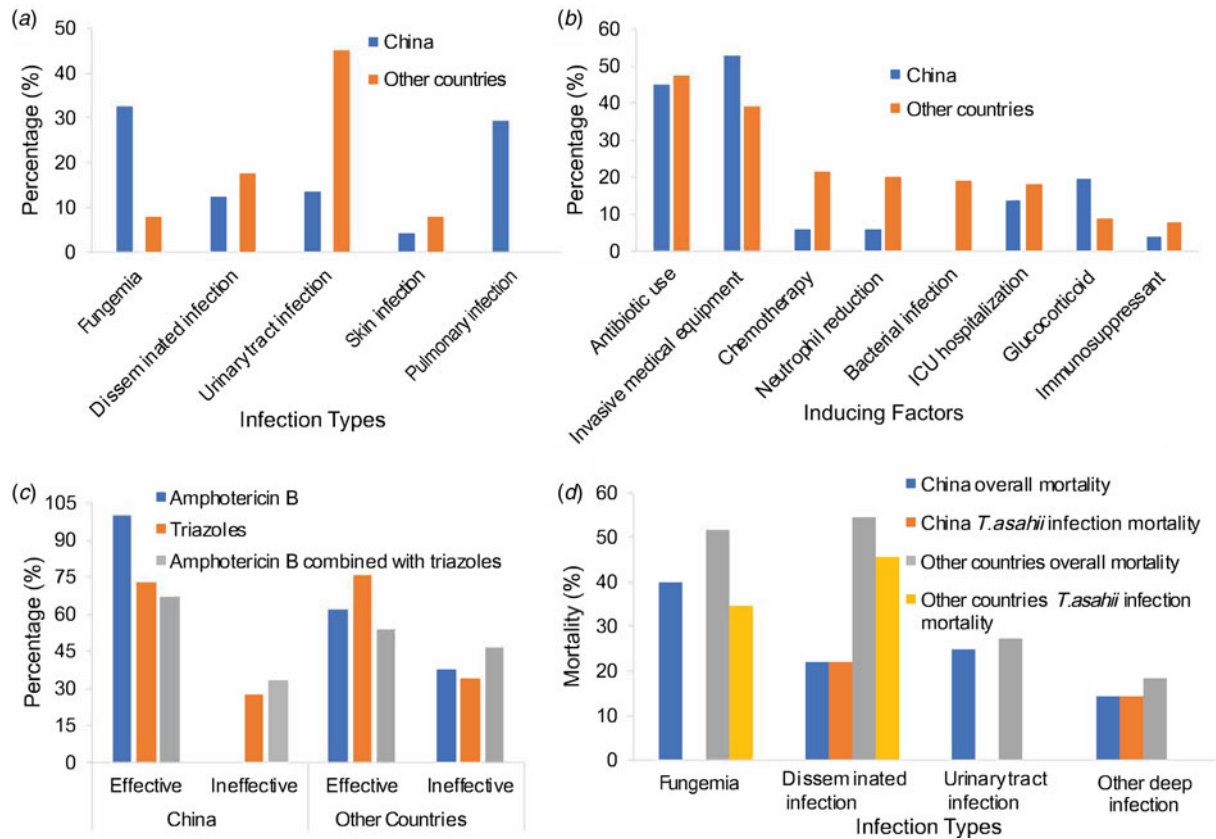 (a)
50
40
30
20
10
0
Percentage (%)
China
Other countries
Fungemia
Disseminated infection
Urinary tract infection
Skin infection
Pulmonary infection
Infection Types
(b)
60
50
40
30
20
10
0
Percentage (%)
China
Other countries
Antibiotic use
Invasive medical equipment
Chemotherapy
Neutrophil reduction
Bacterial infection
ICU hospitalization
Glucocorticoid
Immunosuppressant
Inducing Factors
(c)
105
90
75
60
45
30
15
0
Percentage (%)
Amphotericin B
Triazoles
Amphotericin B combined with triazoles
Effective Ineffective Effective Ineffective
China Other Countries
(d)
60
50
40
30
20
10
0
Mortality (%)
China overall mortality
China T.asahii infection mortality
Other countries overall mortality
Other countries T.asahii infection
mortality
Fungemia Disseminated Urinary tract Other deep
infection infection infection
Infection Types